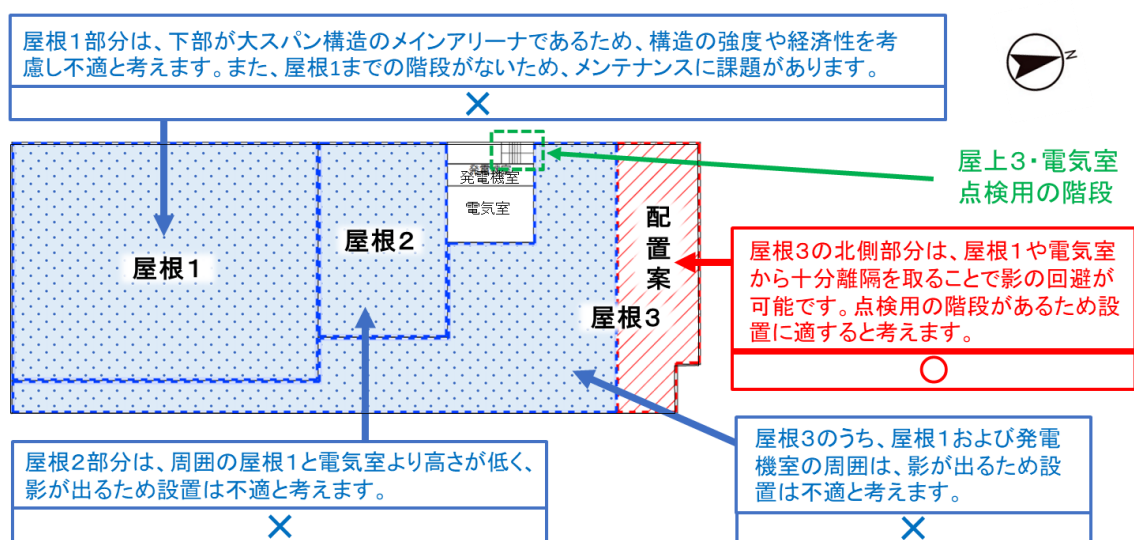 屋根1部分は、下部が大スパン構造のメインアリーナであるため、構造の強度や経済性を考
慮し不適と考えます。また、屋根1までの階段がないため、メンテナンスに課題があります。
×
N
屋上3・電気室
点検用の階段
発電機室
電気室
屋根1
屋根2
屋根3
配置案
屋根3の北側部分は、屋根1や電気室
から十分離隔を取ることで影の回避が
可能です。点検用の階段があるため設
置に適すると考えます。
○
屋根2部分は、周囲の屋根1と電気室より高さが低く、
影が出るため設置は不適と考えます。
×
屋根3のうち、屋根1および発電
機室の周囲は、影が出るため設
置は不適と考えます。
×